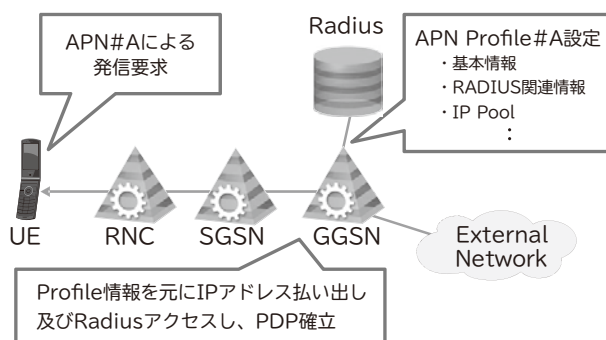 APN#Aによる
発信要求
Radius
APN Profile#A設定
・基本情報
・RADIUS関連情報
・IP Pool
：
UE
RNC
SGSN
GGSN
External
Network
Profile情報を元にIPアドレス払い出し
及びRadiusアクセスし、PDP確立